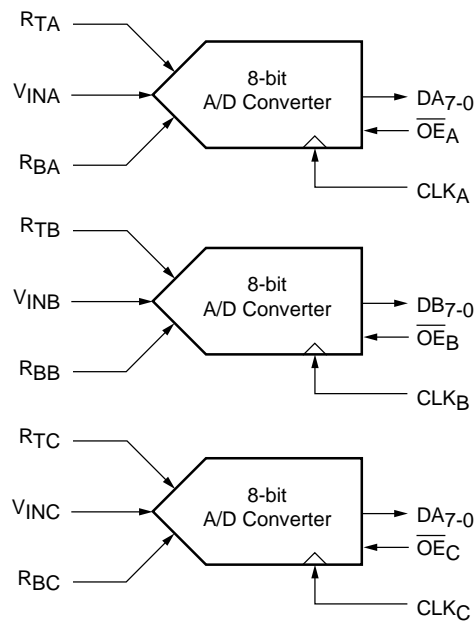 RTA
8-bit
A/D Converter
VINA
DA7-0
OEA
RBA
CLKA
RTB
8-bit
A/D Converter
VINB
DB7-0
OEB
RBB
CLKB
RTC
8-bit
A/D Converter
VINC
DA7-0
OEC
RBC
CLKC